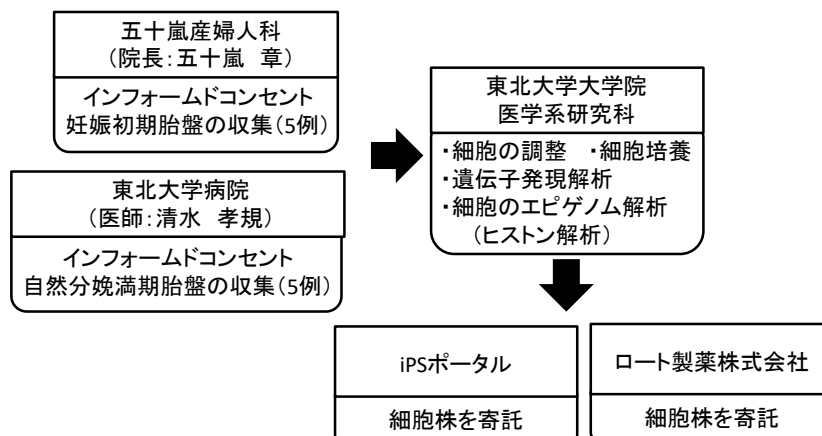 五十嵐産婦人科
(院長:五十嵐 章)
インフォームドコンセント
妊娠初期胎盤の収集(5例)
東北大学病院
(医師:清水 孝規)
インフォームドコンセント
自然分娩満期胎盤の収集(5例)
東北大学大学院
医学系研究科
・細胞の調整 ・細胞培養
・遺伝子発現解析
・細胞のエピゲノム解析
(ヒストン解析)
iPSポータル
細胞株を寄託
ロート製薬株式会社
細胞株を寄託